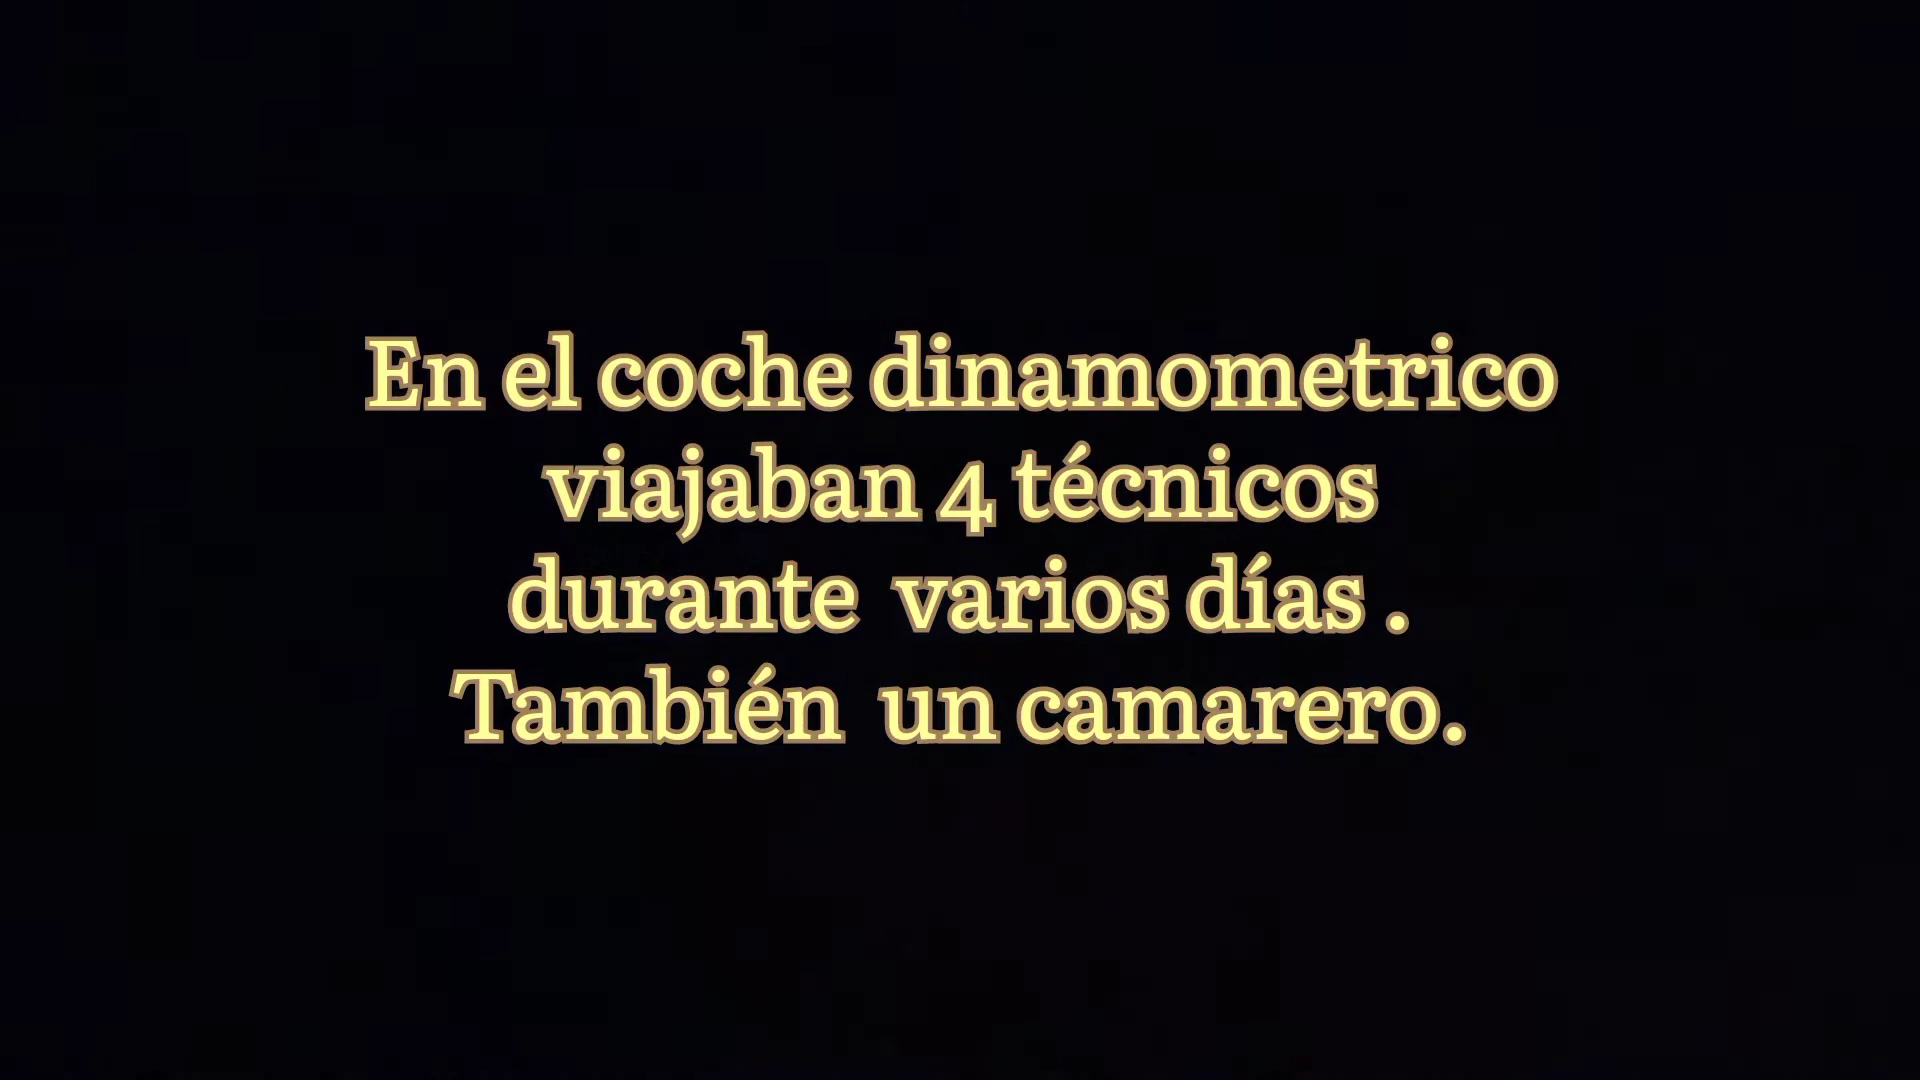 En el coche dinamometrico
viajaban 4 técnicos
durante  varios días .
También  un camarero.